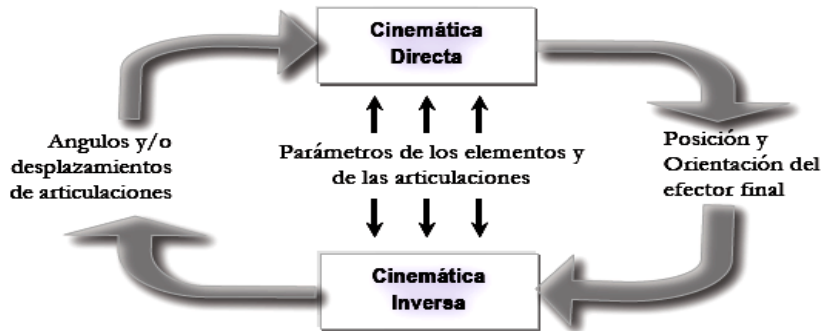 Cinemática
Directa
Angulos y/o
desplazamientos
de articulaciones
Parámetros de los elementos y
de las articulaciones
Posición y
Orientación del
efector final
Cinemática
Inversa